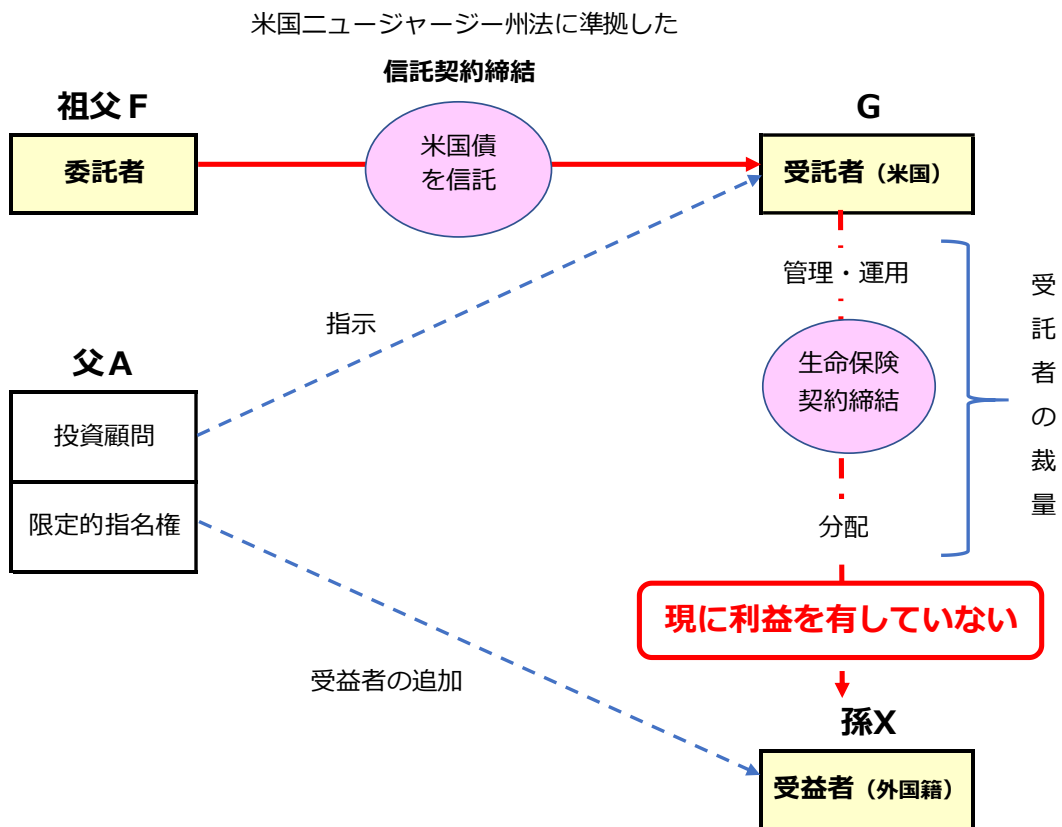 米国ニュージャージー州法に準拠した
信託契約締結
祖父F
G
委託者
米国債
を信託
受託者（米国）
管理・運用
指示
父A
生命保険
契約締結
投資顧問
限定的指名権
分配
受託者の裁量
現に利益を有していない
受益者の追加
孫X
受益者（外国籍）